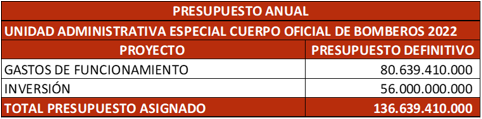 PRESUPUESTO ANUAL
UNIDAD ADMINISTRATIVA ESPECIAL CUERPO OFICIAL DE BOMBEROS 2022
PROYECTO PRESUPUESTO DEFINITIVO
GASTOS DE FUNCIONAMIENTO 80.639.410.000
INVERSIÓN 56.000.000.000
TOTAL PRESUPUESTO ASIGNADO 136.639.410.000